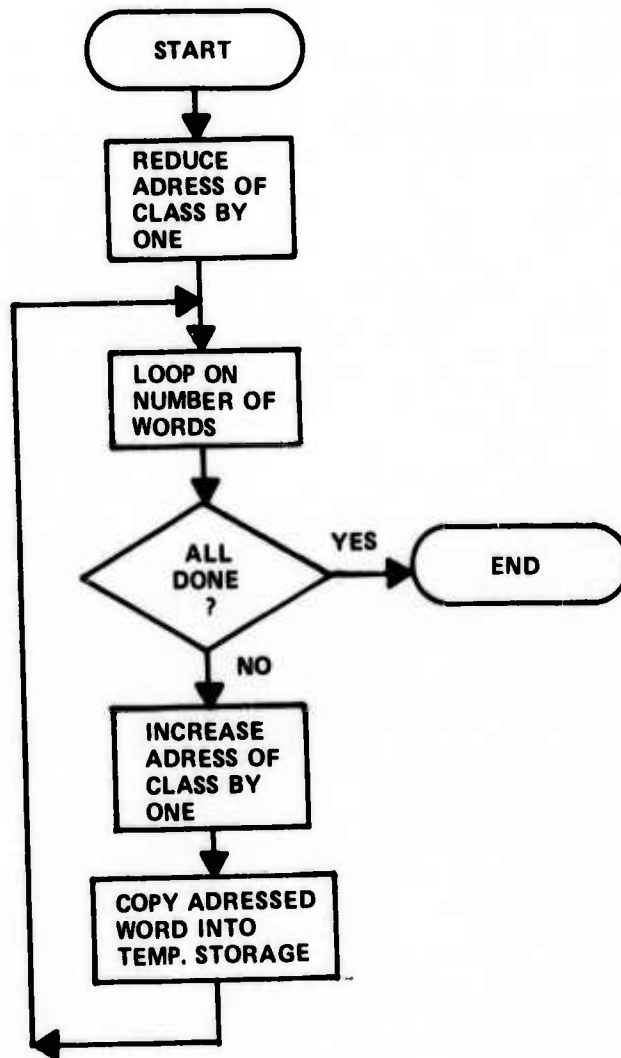 START
REDUCE
ADRESS OF
CLASS BY
ONE
LOOP ON
NUMBER OF
WORDS
ALL
DONE
?
YES
END
NO
INCREASE
ADRESS OF
CLASS BY
ONE
COPY ADRESSED
WORD INTO
TEMP. STORAGE